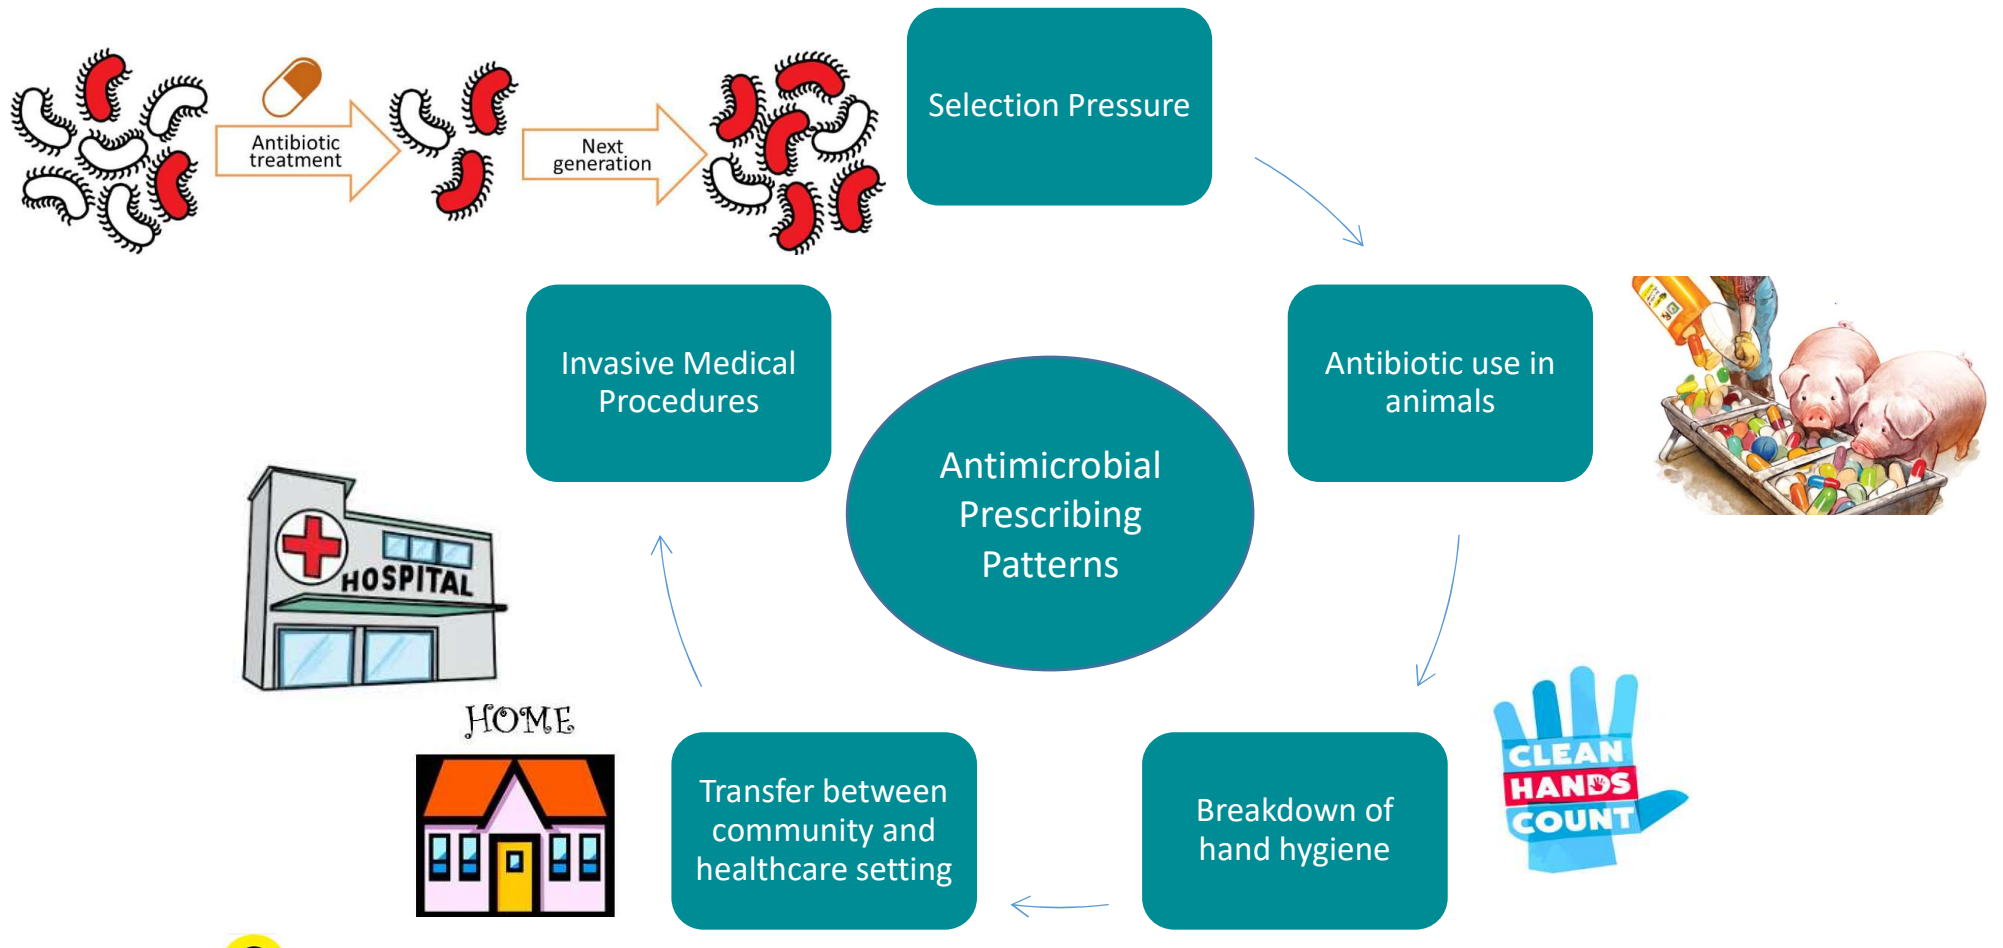 Antibiotic
treatment
Next
generation
Selection Pressure
Invasive Medical
Procedures
Antibiotic use in
animals
Antimicrobial
Prescribing
Patterns
HOSPITAL
HOME
Transfer between
community and
healthcare setting
Breakdown of
hand hygiene
CLEAN
HANDS
COUNT